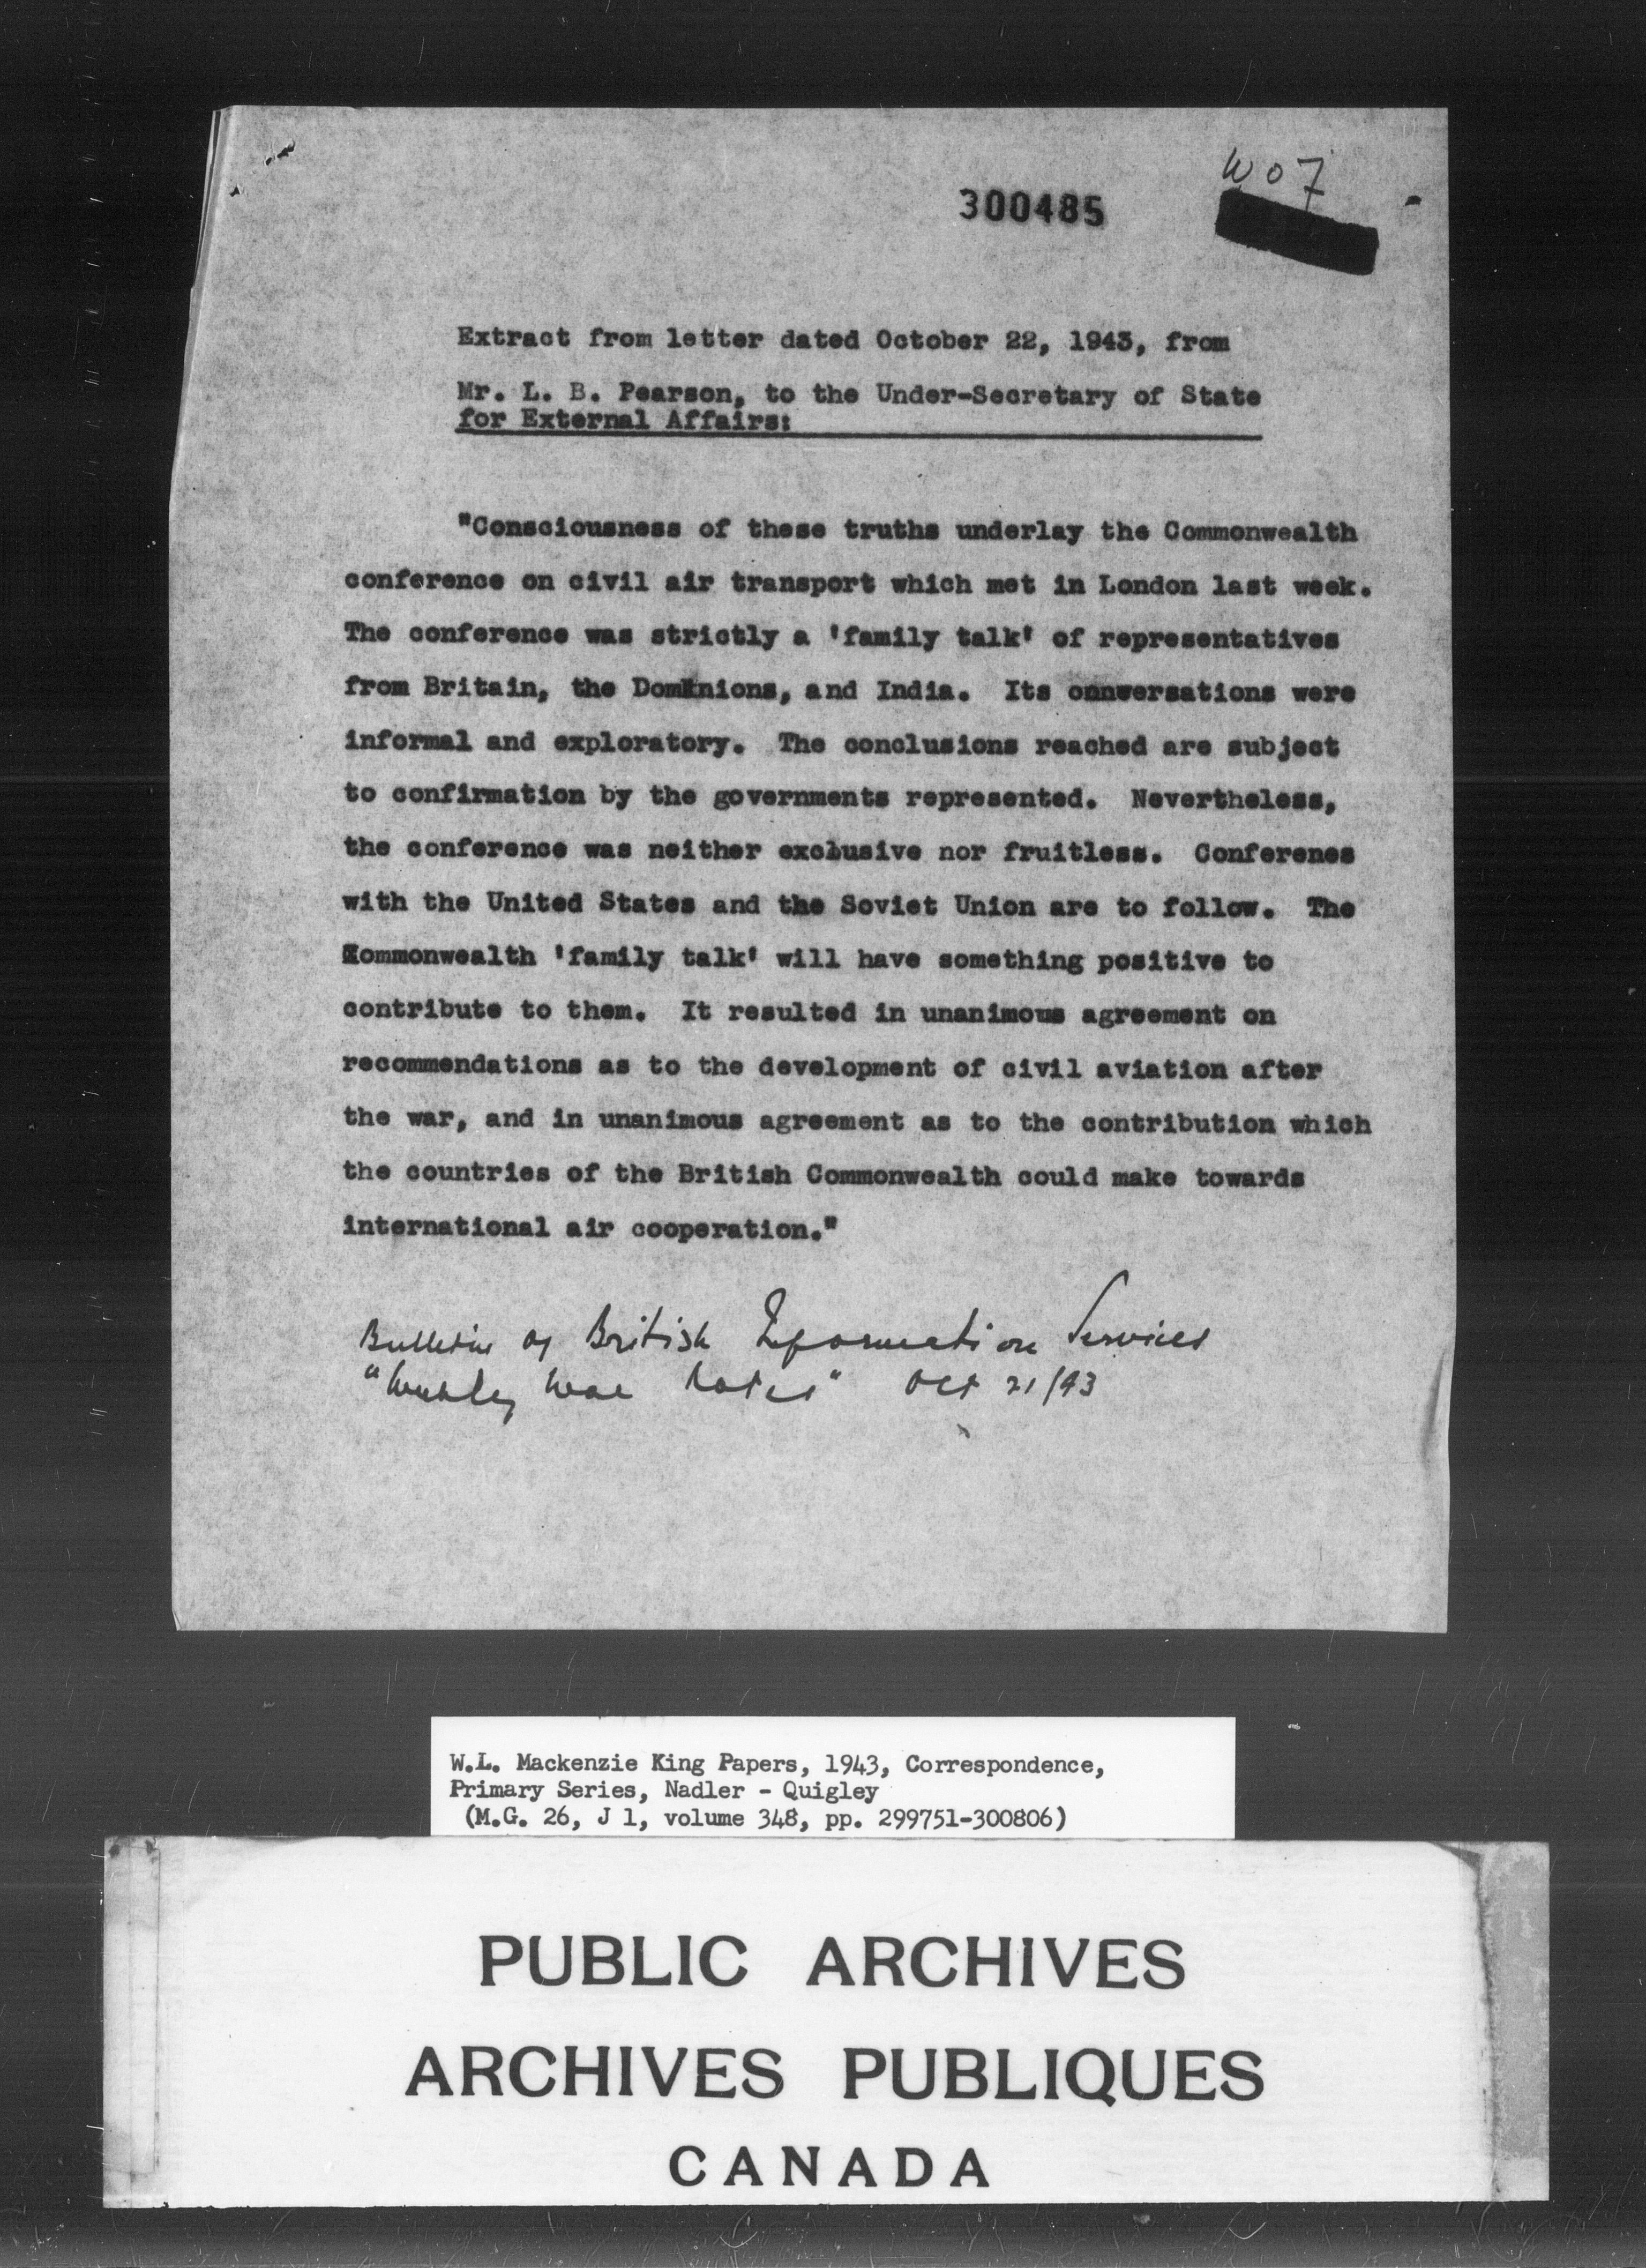 W07
300485
Extract from letter dated October 22, 1943, from
Mr. L. B. Pearson, to the Under-Secretary of State
for External Affairs:
"Consciousness of these truths underlay the Commonwealth
conference on civil air transport which met in London last week.
The conference was strictly a 'family talk' of representatives
from Britain, the Dominions, and India.  Its connversations were
informal and exploratory.  The conclusions reached are subject
to confirmation by the governments represented.  Nevertheless,
the conference was neither exclusive nor fruitless.  Conferenes
with the United States and the Soviet Union are to follow.  The
Commonwealth 'family talk' will have something positive to
contribute to them.  It resulted in unanimous agreement on
recommendations as to the development of civil aviation after
the war, and in unanimous agreement as to the contribution which
the countries of the British Commonwealth could make towards
international air cooperation."
Bulletin of British Information Services
"Weekly War Notes" Oct 21/43
W.L. Mackenzie King Papers, 1943, Correspondence,
Primary Series, Nadler - Quigley
(M.G. 26, J 1, volume 348, pp. 299751-300806)
PUBLIC ARCHIVES
ARCHIVES PUBLIQUES
CANADA